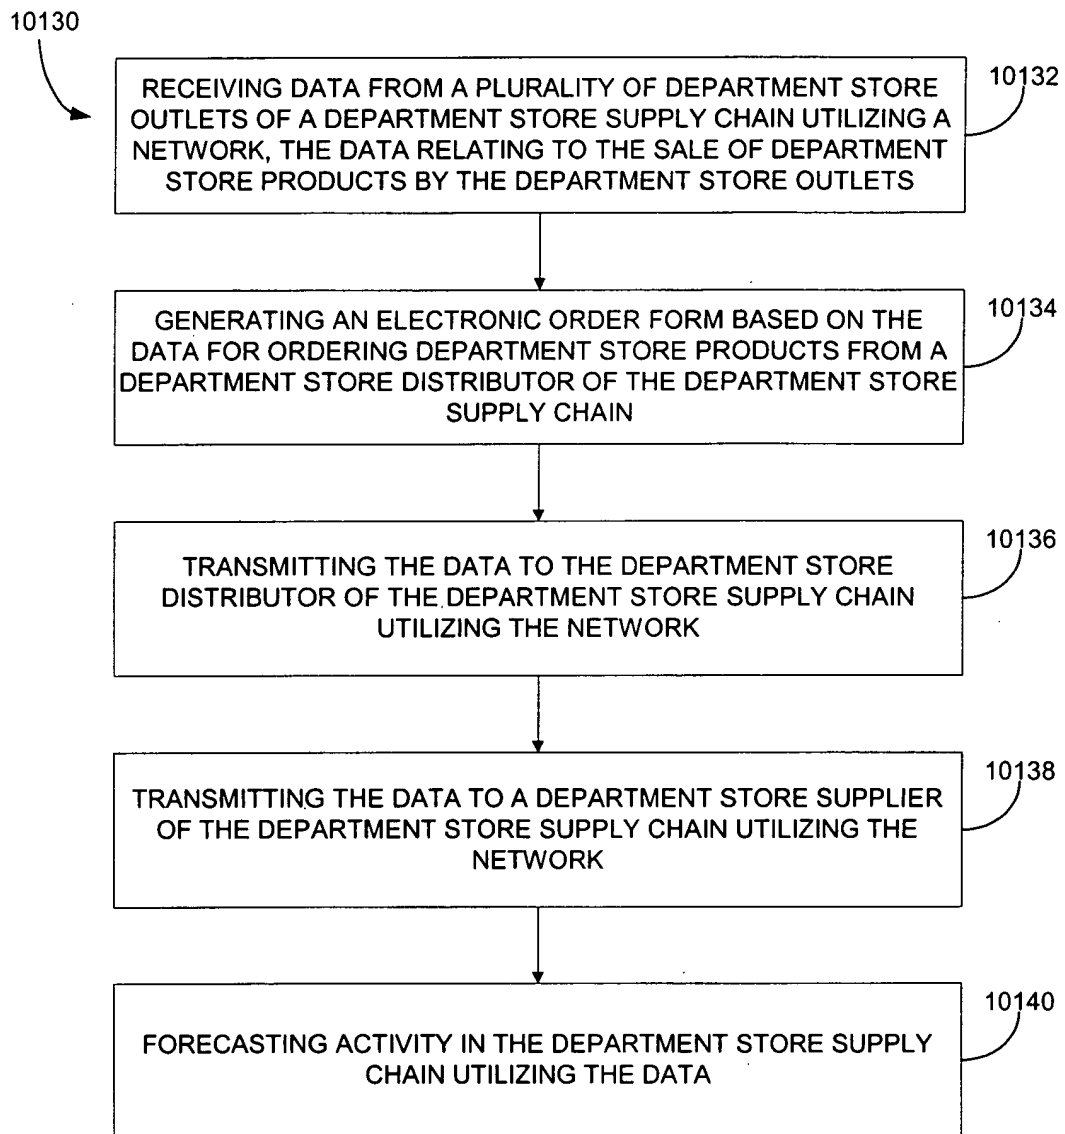 10130
RECEIVING DATA FROM A PLURALITY OF DEPARTMENT STORE
OUTLETS OF A DEPARTMENT STORE SUPPLY CHAIN UTILIZING A
NETWORK, THE DATA RELATING TO THE SALE OF DEPARTMENT
STORE PRODUCTS BY THE DEPARTMENT STORE OUTLETS
10132
GENERATING AN ELECTRONIC ORDER FORM BASED ON THE
DATA FOR ORDERING DEPARTMENT STORE PRODUCTS FROM A
DEPARTMENT STORE DISTRIBUTOR OF THE DEPARTMENT STORE
SUPPLY CHAIN
10134
TRANSMITTING THE DATA TO THE DEPARTMENT STORE
DISTRIBUTOR OF THE DEPARTMENT STORE SUPPLY CHAIN
UTILIZING THE NETWORK
10136
TRANSMITTING THE DATA TO A DEPARTMENT STORE SUPPLIER
OF THE DEPARTMENT STORE SUPPLY CHAIN UTILIZING THE
NETWORK
10138
FORECASTING ACTIVITY IN THE DEPARTMENT STORE SUPPLY
CHAIN UTILIZING THE DATA
10140